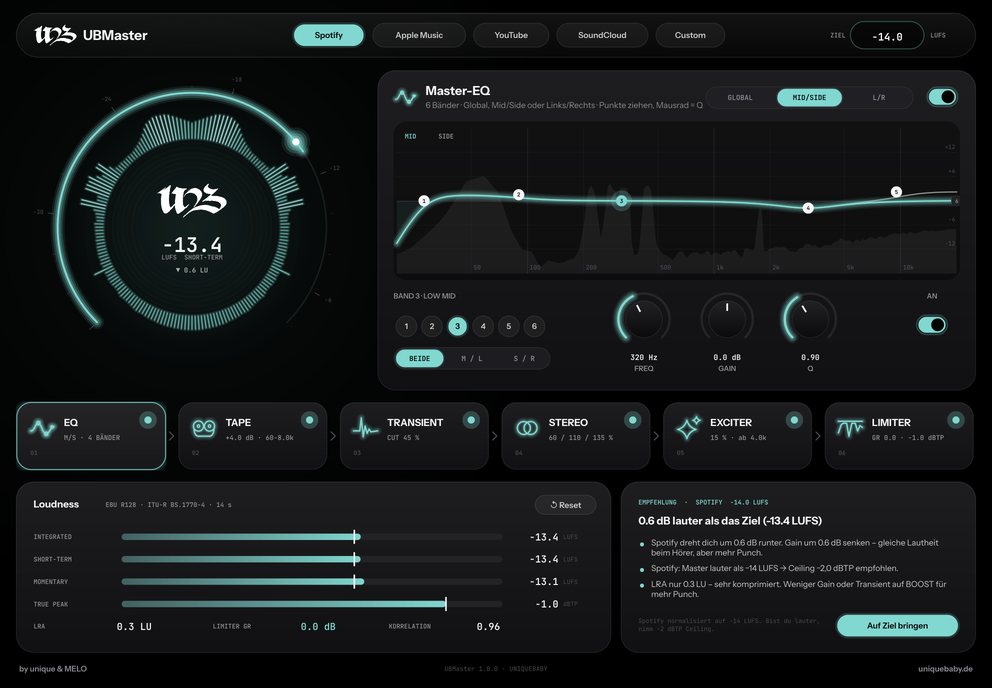 UB UBMaster
Spotify
Apple Music
YouTube
SoundCloud
Custom
ZIEL -14.0 LUFS
-18
-24
-12
-30
-6
UB
-13.4
LUFS SHORT-TERM
▼ 0.6 LU
Master-EQ
6 Bänder · Global, Mid/Side oder Links/Rechts · Punkte ziehen, Mausrad = Q
GLOBAL
MID/SIDE
L/R
MID SIDE
+12
+6
-6
-12
1 2 3 4 5 6
50 100 200 500 1k 2k 5k 10k
BAND 3 · LOW MID
AN
1 2 3 4 5 6
BEIDE M / L S / R
320 Hz 0.0 dB 0.90
FREQ GAIN Q
EQ
M/S · 4 BÄNDER
01
TAPE
+4.0 dB · 60-8.0k
02
TRANSIENT
CUT 45 %
03
STEREO
60 / 110 / 135 %
04
EXCITER
15 % · ab 4.0k
05
LIMITER
GR 0.0 · -1.0 dBTP
06
Loudness EBU R128 · ITU-R BS.1770-4 · 14 s
Reset
INTEGRATED -13.4 LUFS
SHORT-TERM -13.4 LUFS
MOMENTARY -13.1 LUFS
TRUE PEAK -1.0 dBTP
LRA 0.3 LU LIMITER GR 0.0 dB KORRELATION 0.96
EMPFEHLUNG · SPOTIFY -14.0 LUFS
0.6 dB lauter als das Ziel (-13.4 LUFS)
Spotify dreht dich um 0.6 dB runter. Gain um 0.6 dB senken – gleiche Lautheit
beim Hörer, aber mehr Punch.
Spotify: Master lauter als −14 LUFS → Ceiling −2,0 dBTP empfohlen.
LRA nur 0.3 LU – sehr komprimiert. Weniger Gain oder Transient auf BOOST für
mehr Punch.
Spotify normalisiert auf -14 LUFS. Bist du lauter,
nimm -2 dBTP Ceiling.
Auf Ziel bringen
by unique & MELO
UBMaster 1.0.0 · UNIQUEBABY
uniquebaby.de